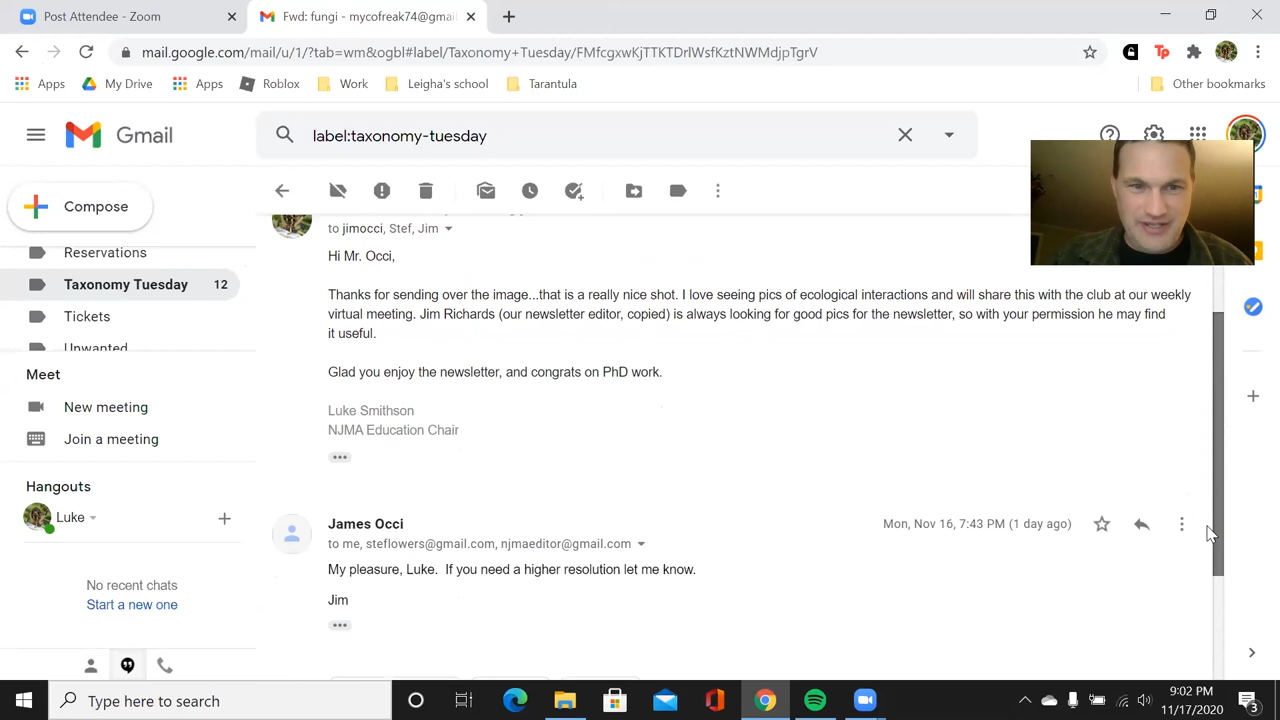 Post Attendee - Zoom
Fwd: fungi - mycofreak74@gmai
mail.google.com/mail/u/1/?tab=wm&ogbl#label/Taxonomy+Tuesday/FMfcgxwKjTTKTDrlWsfKztNWMdjpTgrV
Apps
My Drive
Apps
Roblox
Work
Leigha's school
Tarantula
Other bookmarks
Gmail
label:taxonomy-tuesday
Compose
Reservations
Taxonomy Tuesday 12
Tickets
Unwanted
Meet
New meeting
Join a meeting
Hangouts
Luke
No recent chats
Start a new one
to jimocci, Stef, Jim
Hi Mr. Occi,
Thanks for sending over the image...that is a really nice shot. I love seeing pics of ecological interactions and will share this with the club at our weekly
virtual meeting. Jim Richards (our newsletter editor, copied) is always looking for good pics for the newsletter, so with your permission he may find
it useful.
Glad you enjoy the newsletter, and congrats on PhD work.
Luke Smithson
NJMA Education Chair
James Occi
Mon, Nov 16, 7:43 PM (1 day ago)
to me, steflowers@gmail.com, njmaeditor@gmail.com
My pleasure, Luke. If you need a higher resolution let me know.
Jim
Type here to search
9:02 PM
11/17/2020
3